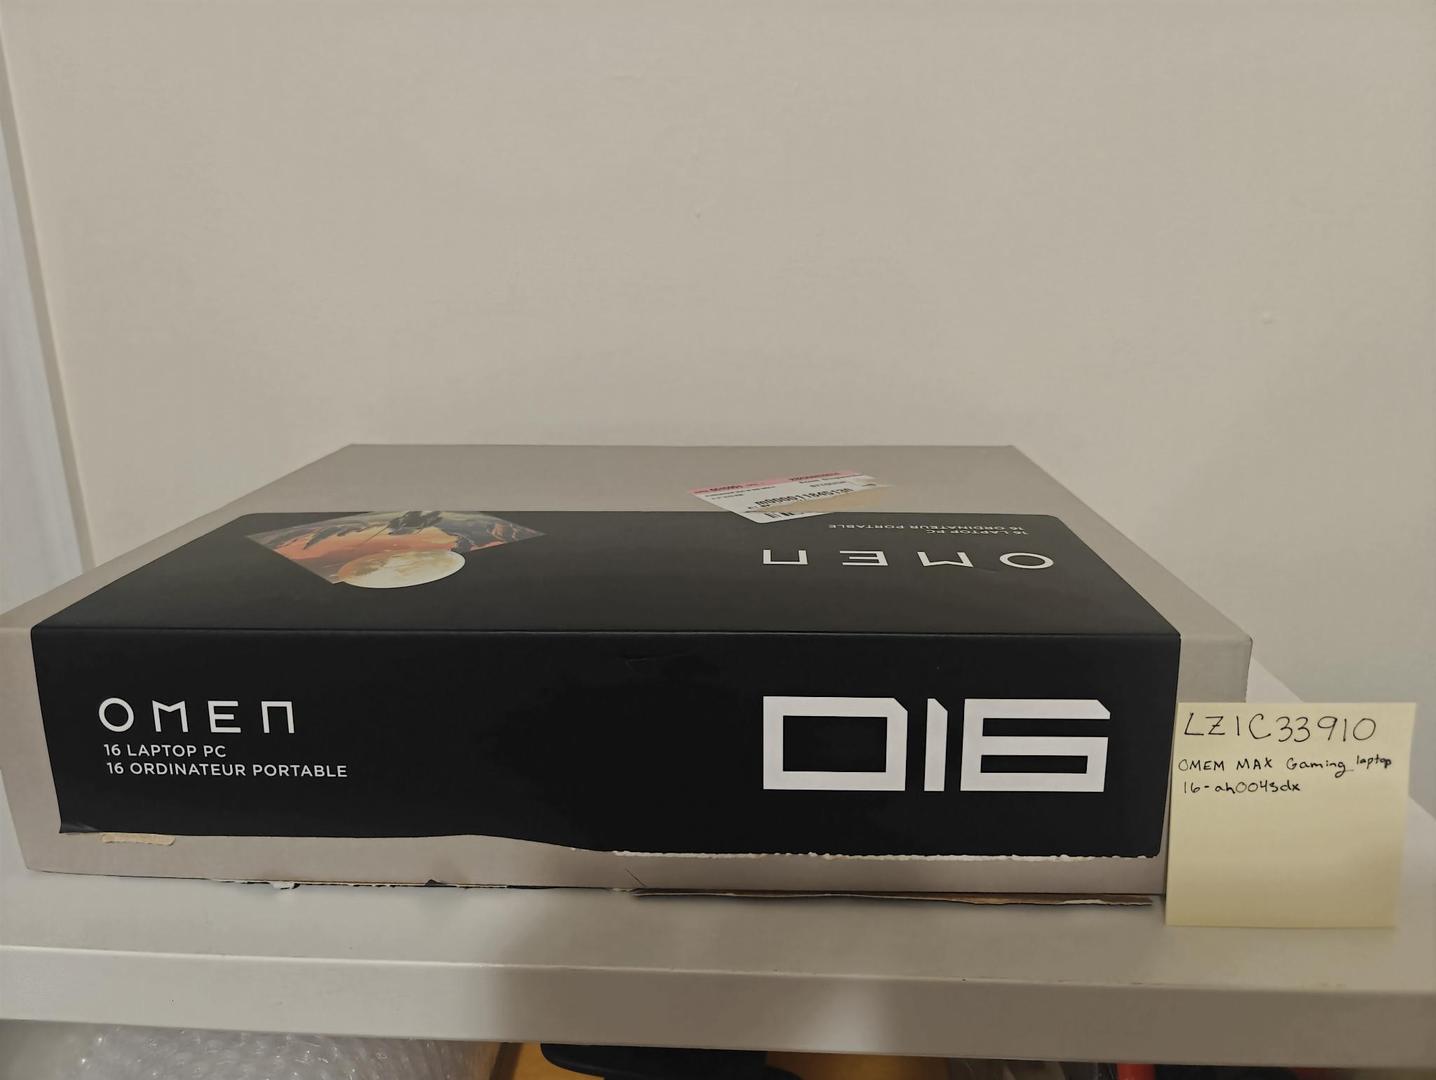 16 LAPTOP PC
16 ORDINATEUR PORTABLE
OMEN
OMEN
16 LAPTOP PC
16 ORDINATEUR PORTABLE
016
LZ1C33910
OMEM MAX Gaming laptop
16-ah0043dx